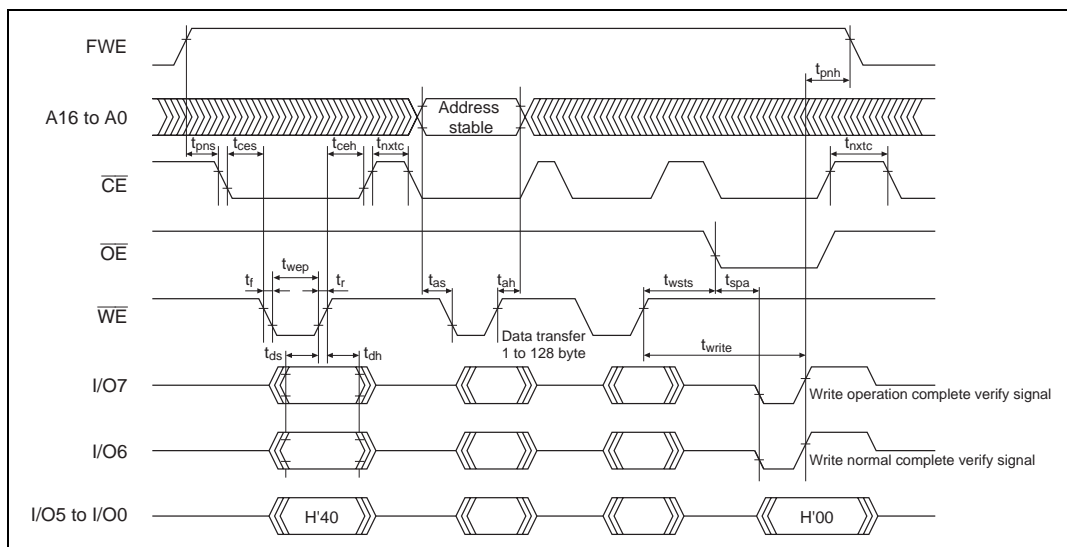 FWE
tpnh
A16 to A0
Address
stable
tpns
tces
tceh
tnxtc
tnxtc
CE
OE
tf
twep
tr
tas
tah
twsts
tspa
WE
Data transfer
1 to 128 byte
tds
tdh
twrite
I/O7
Write operation complete verify signal
I/O6
Write normal complete verify signal
I/O5 to I/O0
H'40
H'00